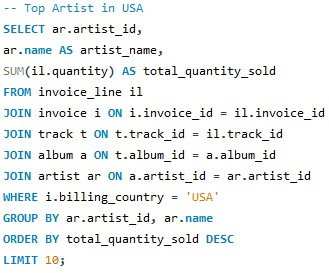 -- Top Artist in USA
SELECT ar.artist_id,
ar.name AS artist_name,
SUM(il.quantity) AS total_quantity_sold
FROM invoice_line il
JOIN invoice i ON i.invoice_id = il.invoice_id
JOIN track t ON t.track_id = il.track_id
JOIN album a ON t.album_id = a.album_id
JOIN artist ar ON a.artist_id = ar.artist_id
WHERE i.billing_country = 'USA'
GROUP BY ar.artist_id, ar.name
ORDER BY total_quantity_sold DESC
LIMIT 10;